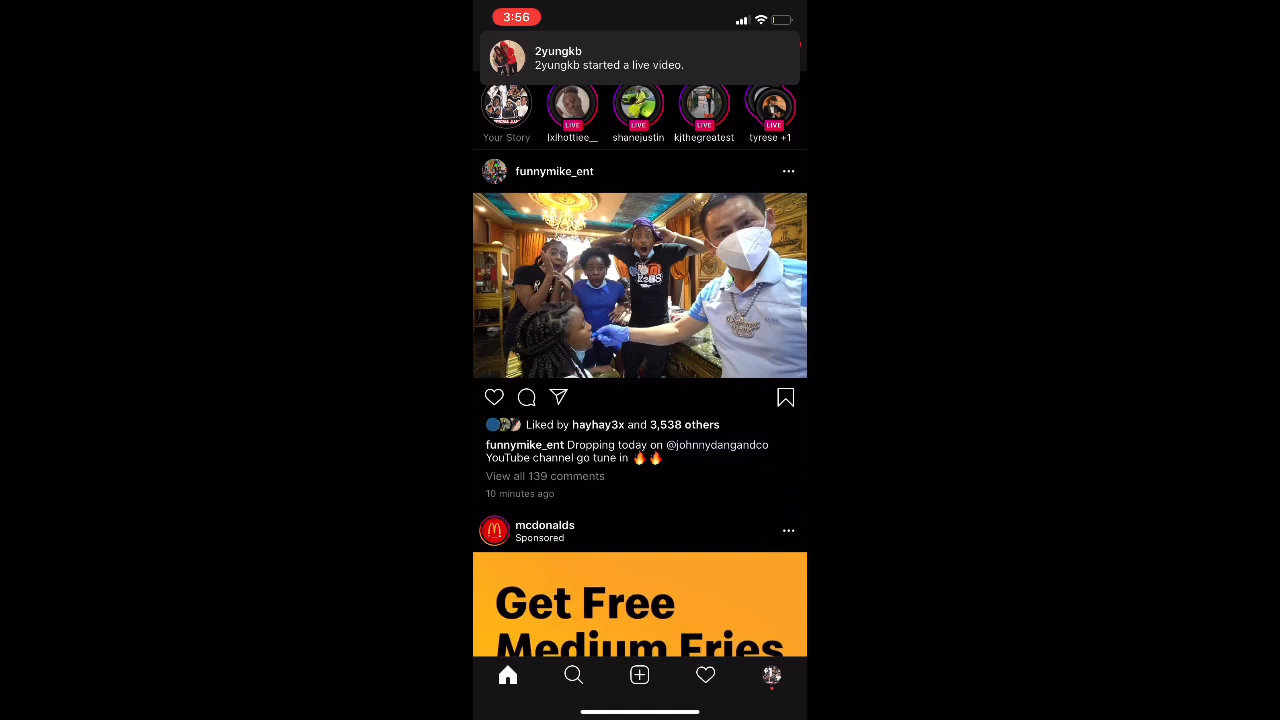 3:56
2yungkb
2yungkb started a live video.
LIVE
LIVE
LIVE
LIVE
Your Story
lxlhottiee__
shanejustin
kjthegreatest
tyrese +1
funnymike_ent
Liked by hayhay3x and 3,538 others
funnymike_ent Dropping today on @johnnydangandco
YouTube channel go tune in 🔥🔥
View all 139 comments
10 minutes ago
mcdonalds
Sponsored
Get Free
Medium Fries